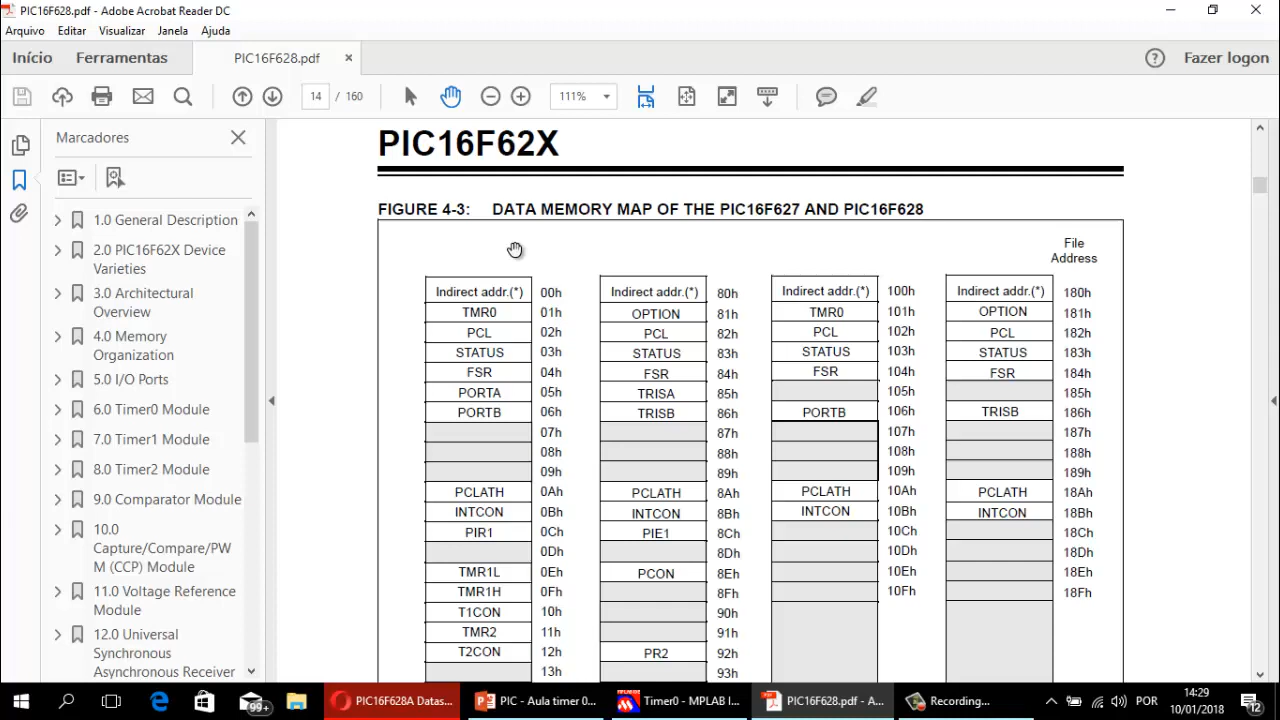 PIC16F628.pdf - Adobe Acrobat Reader DC
Arquivo Editar Visualizar Janela Ajuda
Início Ferramentas PIC16F628.pdf × ? Fazer logon
14 / 160 111%
Marcadores
1.0 General Description
2.0 PIC16F62X Device
Varieties
3.0 Architectural
Overview
4.0 Memory
Organization
5.0 I/O Ports
6.0 Timer0 Module
7.0 Timer1 Module
8.0 Timer2 Module
9.0 Comparator Module
10.0
Capture/Compare/PW
M (CCP) Module
11.0 Voltage Reference
Module
12.0 Universal
Synchronous
Asynchronous Receiver
PIC16F62X
FIGURE 4-3: DATA MEMORY MAP OF THE PIC16F627 AND PIC16F628
File
Address
Indirect addr.(*) 00h Indirect addr.(*) 80h Indirect addr.(*) 100h Indirect addr.(*) 180h
TMR0 01h OPTION 81h TMR0 101h OPTION 181h
PCL 02h PCL 82h PCL 102h PCL 182h
STATUS 03h STATUS 83h STATUS 103h STATUS 183h
FSR 04h FSR 84h FSR 104h FSR 184h
PORTA 05h TRISA 85h 105h 185h
PORTB 06h TRISB 86h PORTB 106h TRISB 186h
07h 87h 107h 187h
08h 88h 108h 188h
09h 89h 109h 189h
PCLATH 0Ah PCLATH 8Ah PCLATH 10Ah PCLATH 18Ah
INTCON 0Bh INTCON 8Bh INTCON 10Bh INTCON 18Bh
PIR1 0Ch PIE1 8Ch 10Ch 18Ch
0Dh 8Dh 10Dh 18Dh
TMR1L 0Eh PCON 8Eh 10Eh 18Eh
TMR1H 0Fh 8Fh 10Fh 18Fh
T1CON 10h 90h
TMR2 11h 91h
T2CON 12h PR2 92h
13h 93h
99+ PIC16F628A Datas... PIC - Aula timer 0... Timer0 - MPLAB I... PIC16F628.pdf - A... Recording... POR 14:29
10/01/2018 12